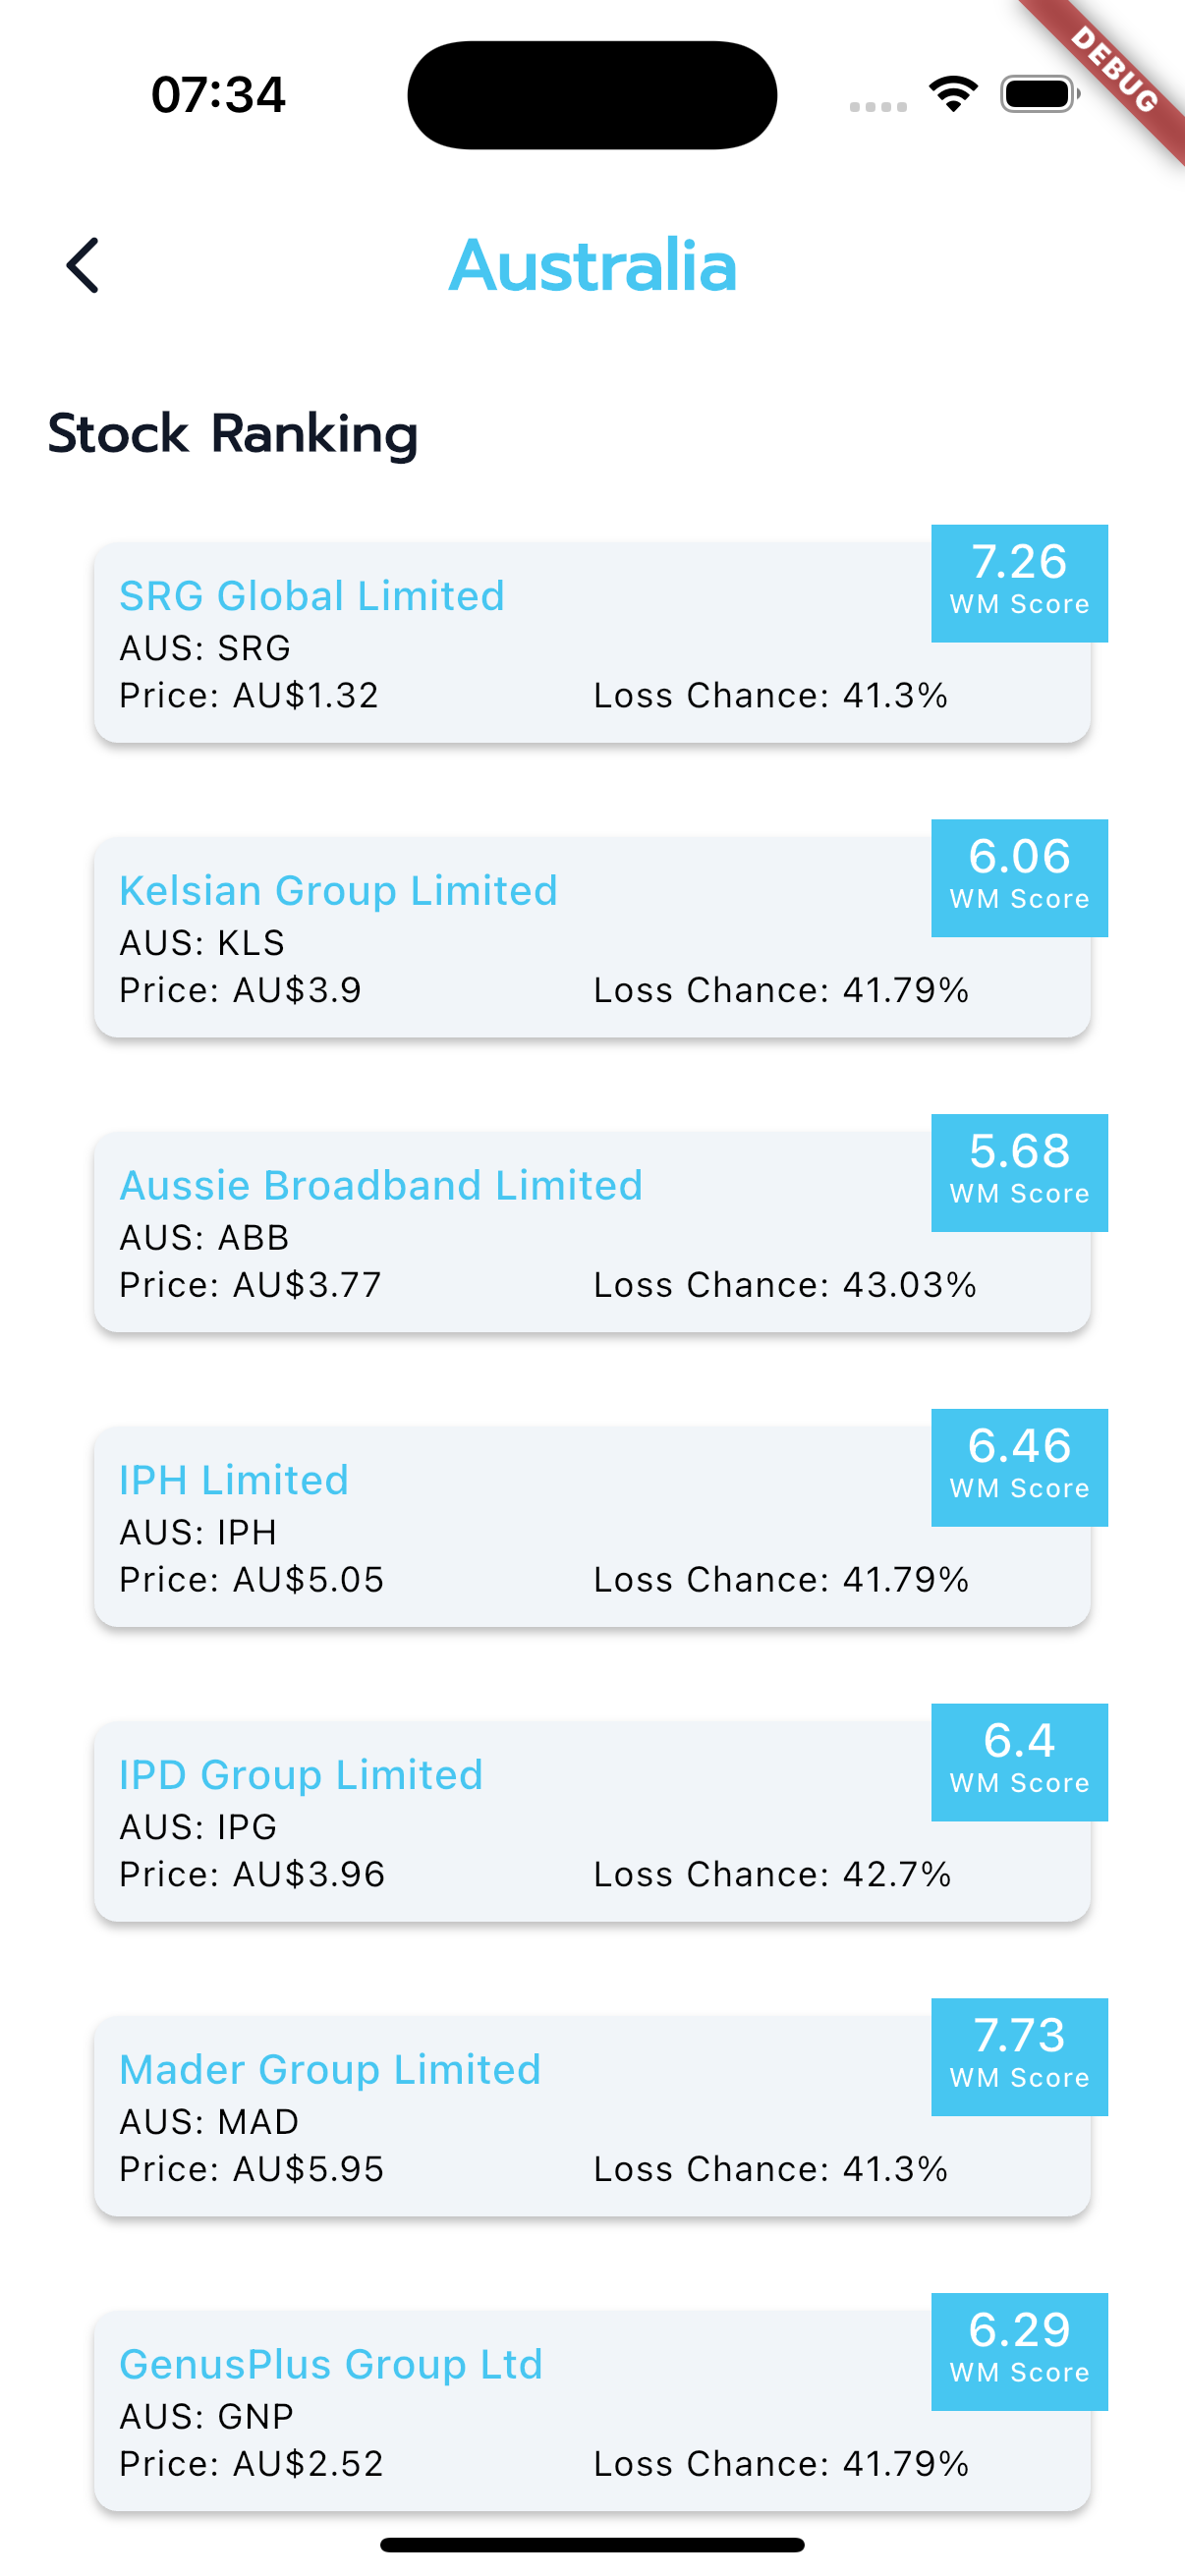 07:34
DEBUG
Australia
Stock Ranking
7.26
WM Score
SRG Global Limited
AUS: SRG
Price: AU$1.32 Loss Chance: 41.3%
6.06
WM Score
Kelsian Group Limited
AUS: KLS
Price: AU$3.9 Loss Chance: 41.79%
5.68
WM Score
Aussie Broadband Limited
AUS: ABB
Price: AU$3.77 Loss Chance: 43.03%
6.46
WM Score
IPH Limited
AUS: IPH
Price: AU$5.05 Loss Chance: 41.79%
6.4
WM Score
IPD Group Limited
AUS: IPG
Price: AU$3.96 Loss Chance: 42.7%
7.73
WM Score
Mader Group Limited
AUS: MAD
Price: AU$5.95 Loss Chance: 41.3%
6.29
WM Score
GenusPlus Group Ltd
AUS: GNP
Price: AU$2.52 Loss Chance: 41.79%